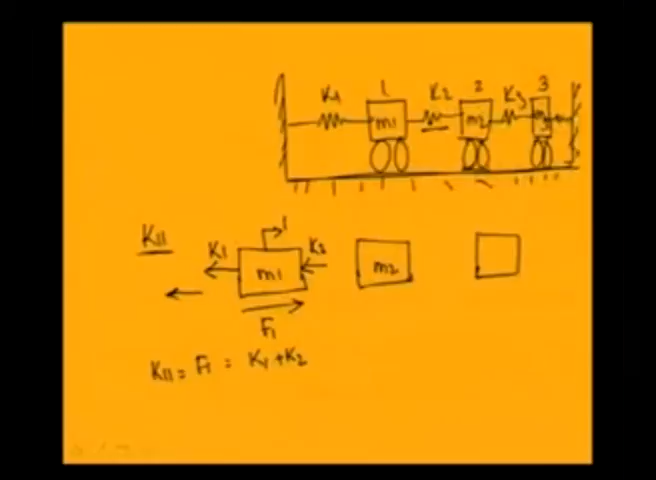 1 2 3
K1 K2 K3
m1 m2
K11
1
K1 K2
m1 m2
F1
K11 = F1 = K1 + K2